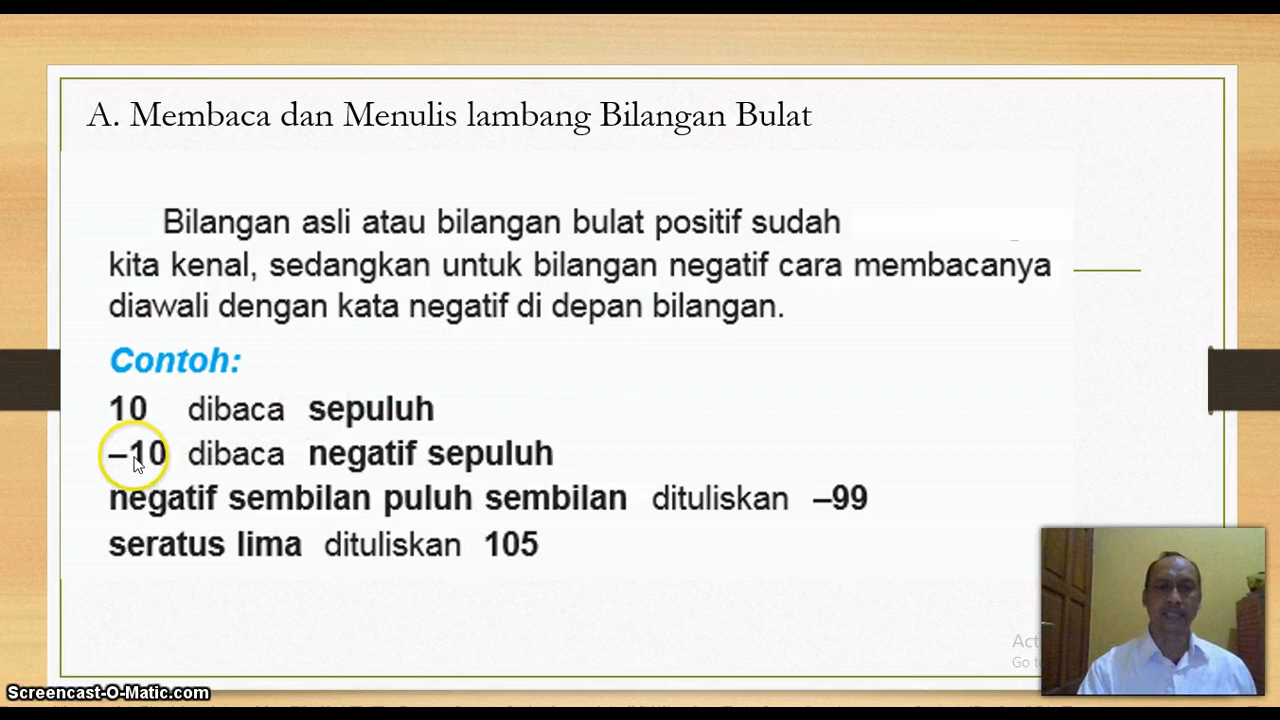 A. Membaca dan Menulis lambang Bilangan Bulat
Bilangan asli atau bilangan bulat positif sudah
kita kenal, sedangkan untuk bilangan negatif cara membacanya
diawali dengan kata negatif di depan bilangan.
Contoh:
10 dibaca sepuluh
–10 dibaca negatif sepuluh
negatif sembilan puluh sembilan dituliskan –99
seratus lima dituliskan 105
Go
Screencast-O-Matic.com